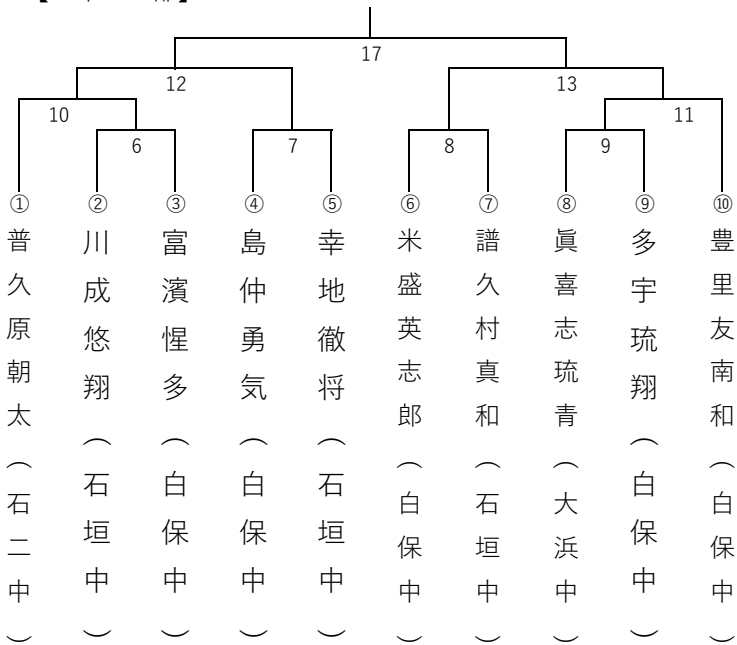 17
12
13
10
11
6
7
8
9
①普久原朝太(石二中)
②川成悠翔(石垣中)
③富濱惺多(白保中)
④島仲勇気(白保中)
⑤幸地徹将(石垣中)
⑥米盛英志郎(白保中)
⑦譜久村真和(石垣中)
⑧眞喜志琉青(大浜中)
⑨多宇琉翔(白保中)
⑩豊里友南和(白保中)